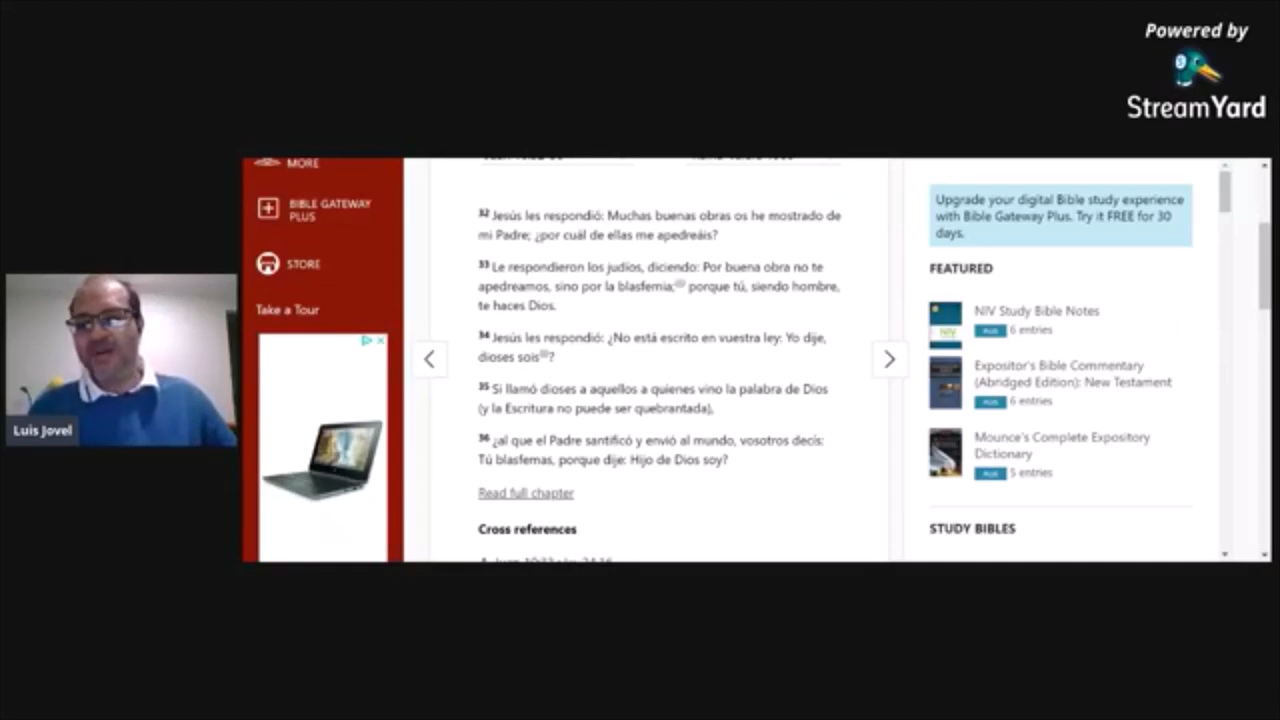 Powered by
StreamYard
MORE
BIBLE GATEWAY
PLUS
STORE
Take a Tour
Luis Jovel
32 Jesús les respondió: Muchas buenas obras os he mostrado de
mi Padre; ¿por cuál de ellas me apedreáis?
33 Le respondieron los judíos, diciendo: Por buena obra no te
apedreamos, sino por la blasfemia; porque tú, siendo hombre,
te haces Dios.
34 Jesús les respondió: ¿No está escrito en vuestra ley: Yo dije,
dioses sois?
35 Si llamó dioses a aquellos a quienes vino la palabra de Dios
(y la Escritura no puede ser quebrantada),
36 ¿al que el Padre santificó y envió al mundo, vosotros decís:
Tú blasfemas, porque dije: Hijo de Dios soy?
Read full chapter
Cross references
Upgrade your digital Bible study experience
with Bible Gateway Plus. Try it FREE for 30
days.
FEATURED
NIV Study Bible Notes
PLUS 6 entries
Expositor's Bible Commentary
(Abridged Edition): New Testament
PLUS 6 entries
Mounce's Complete Expository
Dictionary
PLUS 5 entries
STUDY BIBLES